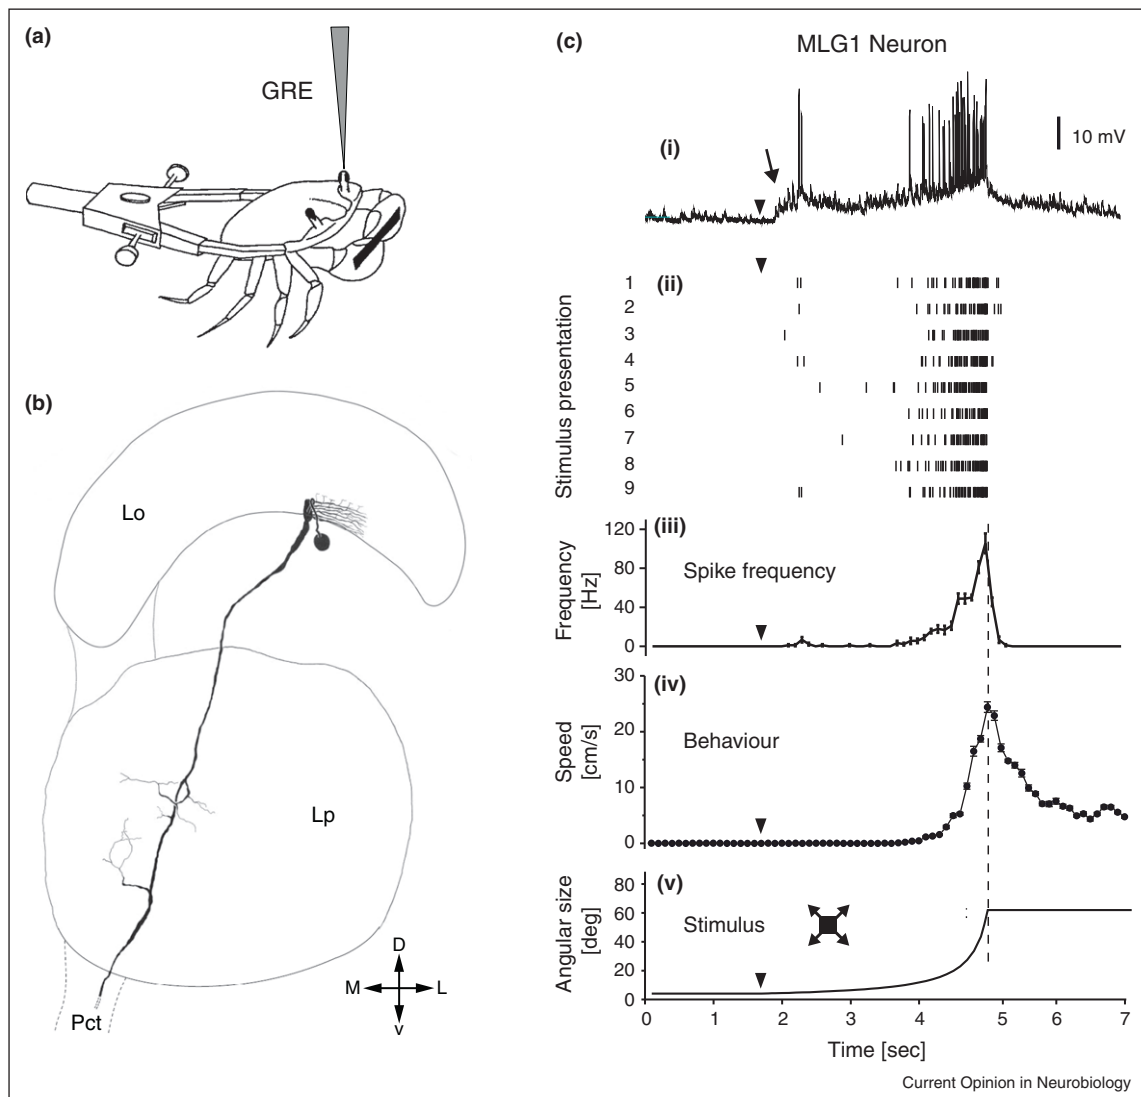 (a)
GRE
(b)
Lo
Lp
Pct
D
M
L
v
(c)
MLG1 Neuron
(i)
10 mV
(ii)
Stimulus presentation
1
2
3
4
5
6
7
8
9
(iii)
Spike frequency
Frequency
[Hz]
120
80
40
0
(iv)
Behaviour
Speed
[cm/s]
30
20
10
0
(v)
Stimulus
Angular size
[deg]
80
60
40
20
0
0 1 2 3 4 5 6 7
Time [sec]
Current Opinion in Neurobiology